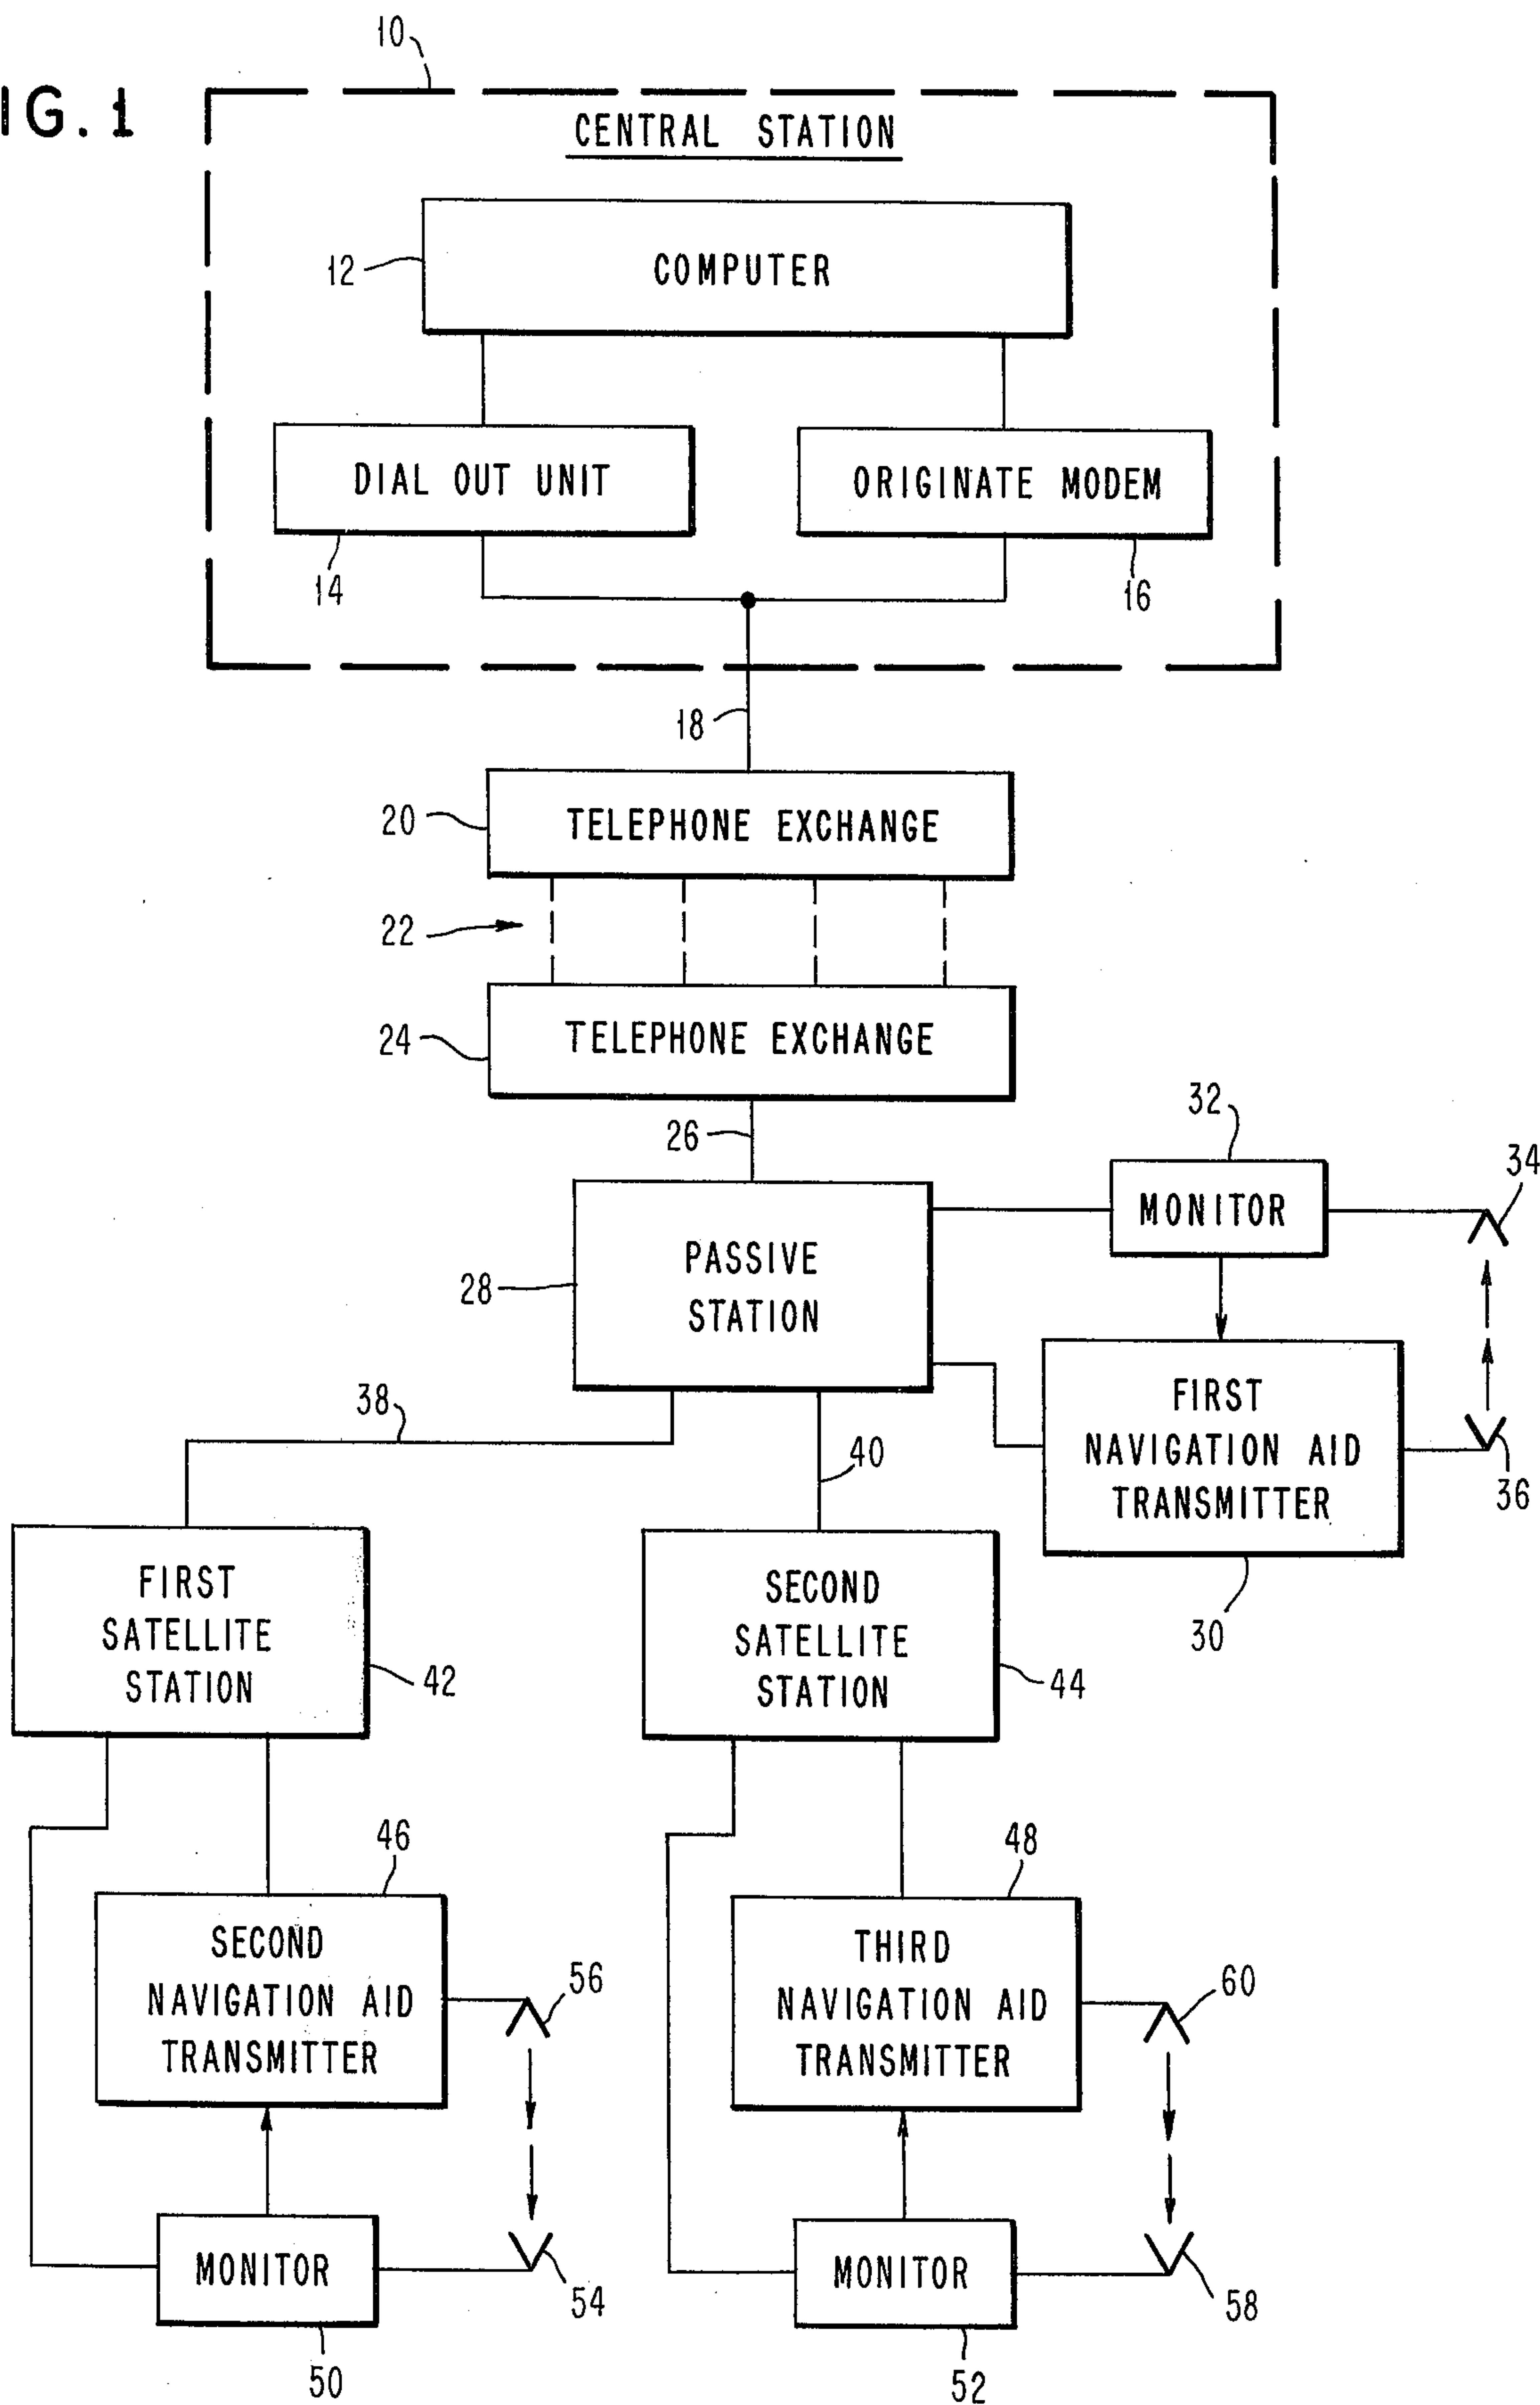 10
IG. 1
CENTRAL STATION
12
COMPUTER
DIAL OUT UNIT
ORIGINATE MODEM
14
16
18
20
TELEPHONE EXCHANGE
22
24
TELEPHONE EXCHANGE
26
32
34
MONITOR
28
PASSIVE
STATION
38
40
FIRST
NAVIGATION AID
TRANSMITTER
36
30
FIRST
SATELLITE
STATION
42
SECOND
SATELLITE
STATION
44
46
48
SECOND
NAVIGATION AID
TRANSMITTER
56
THIRD
NAVIGATION AID
TRANSMITTER
60
MONITOR
54
MONITOR
58
50
52